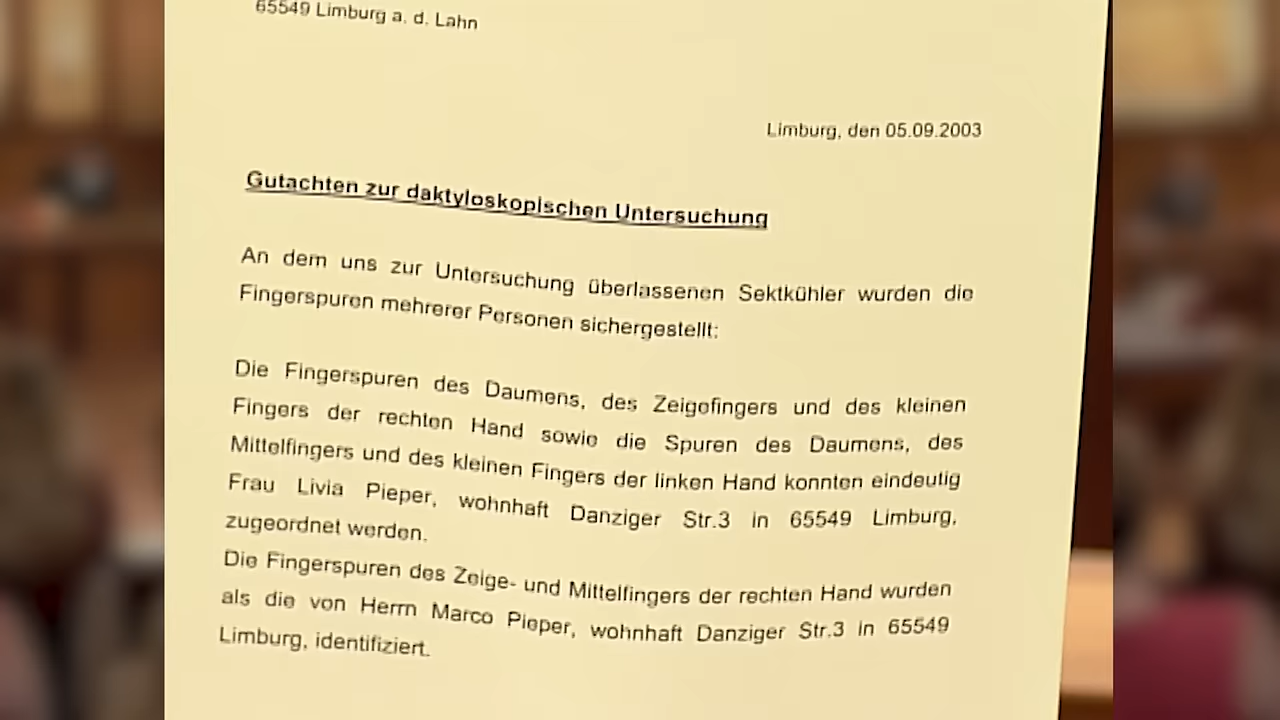 65549 Limburg a. d. Lahn
Limburg, den 05.09.2003
Gutachten zur daktyloskopischen Untersuchung
An dem uns zur Untersuchung überlassenen Sektkühler wurden die
Fingerspuren mehrerer Personen sichergestellt:
Die Fingerspuren des Daumens, des Zeigefingers und des kleinen
Fingers der rechten Hand sowie die Spuren des Daumens, des
Mittelfingers und des kleinen Fingers der linken Hand konnten eindeutig
Frau Livia Pieper, wohnhaft Danziger Str.3 in 65549 Limburg,
zugeordnet werden.
Die Fingerspuren des Zeige- und Mittelfingers der rechten Hand wurden
als die von Herrn Marco Pieper, wohnhaft Danziger Str.3 in 65549
Limburg, identifiziert.